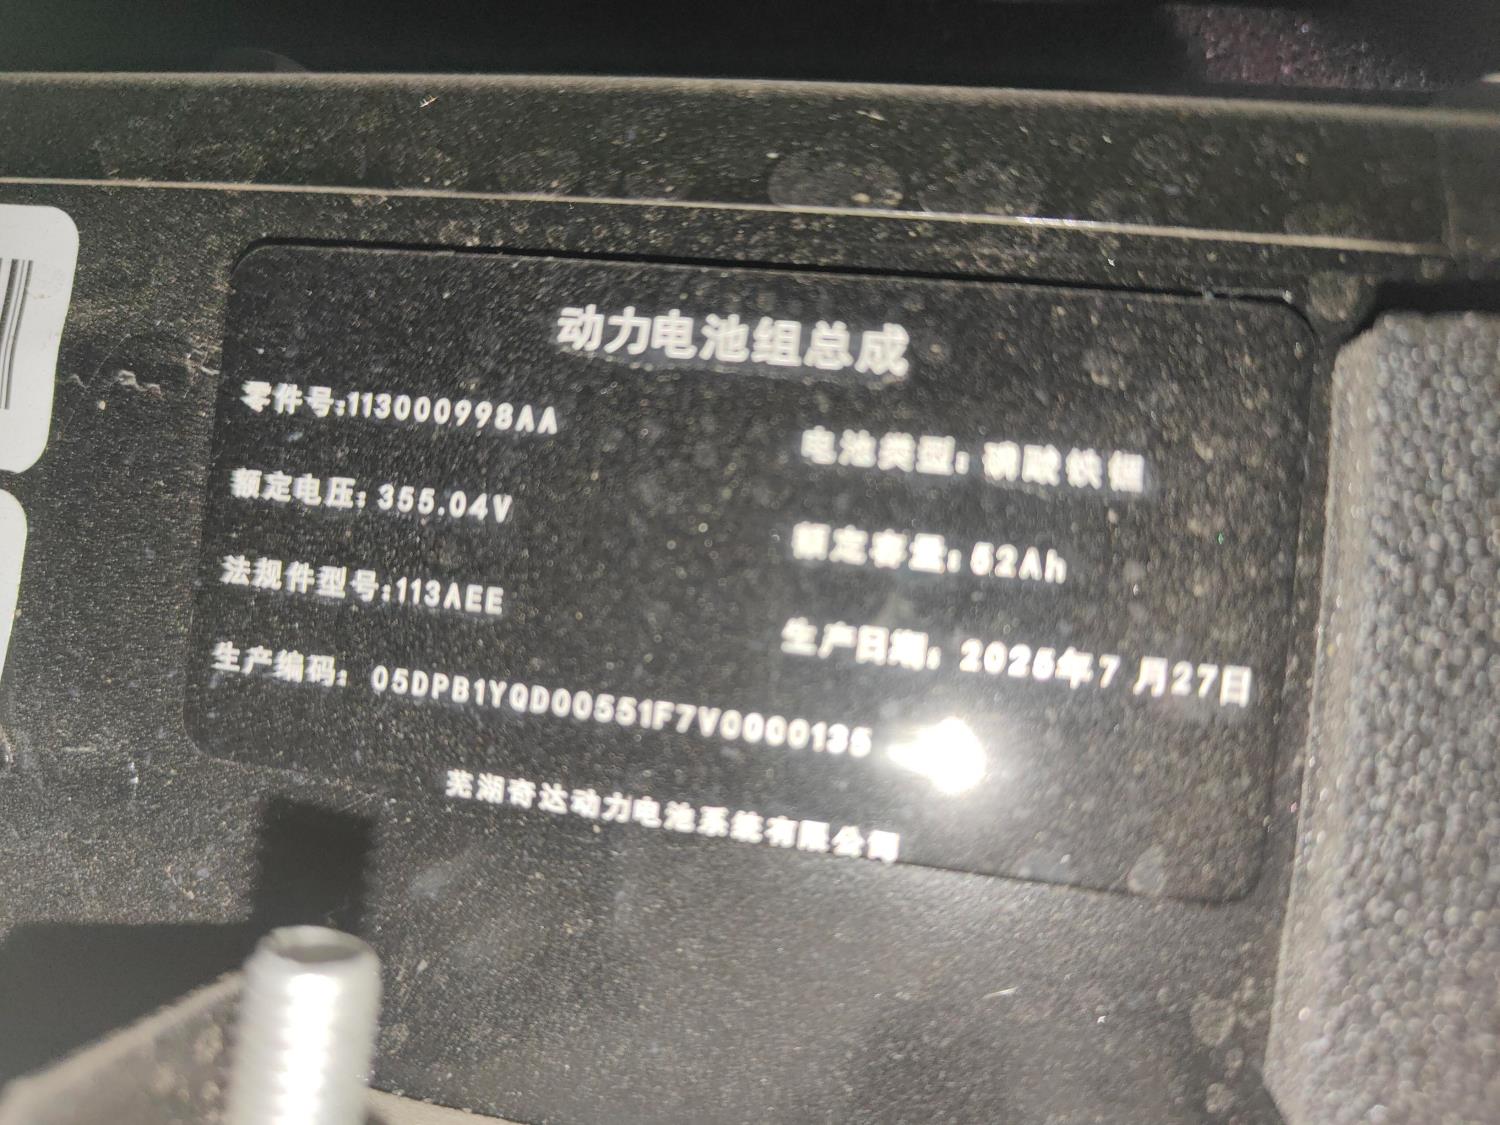 动力电池组总成
零件号:113000998AA
电池类型: 磷酸铁锂
额定电压: 355.04V
额定容量: 52Ah
法规件型号:113AEE
生产日期: 2025年7月27日
生产编码: 05DPB1YQD00551F7V0000135
芜湖奇达动力电池系统有限公司